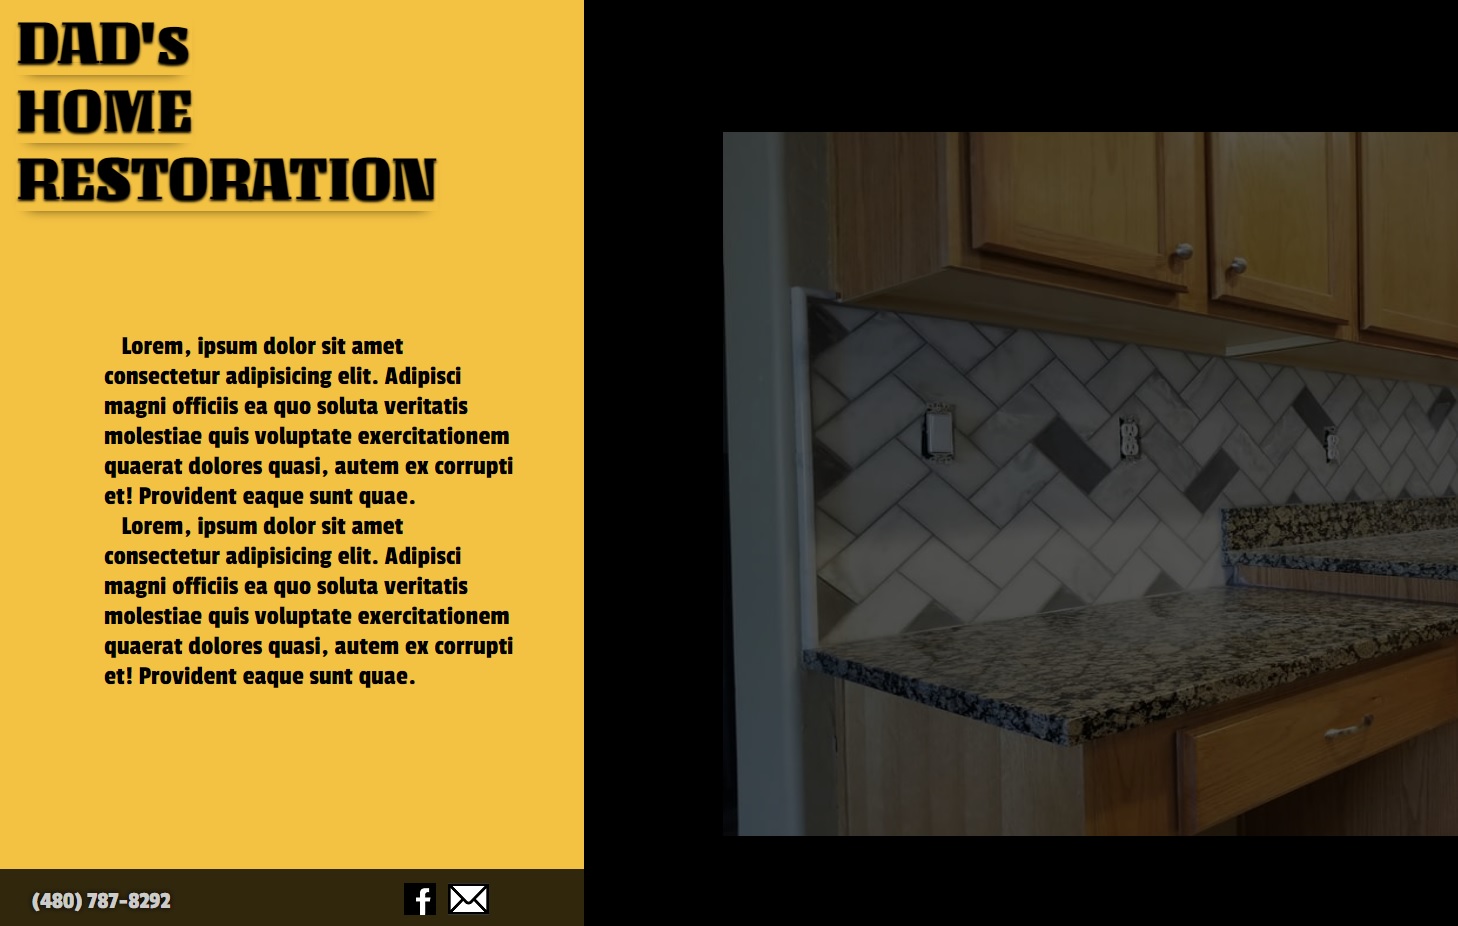 DAD's
HOME
RESTORATION
Lorem, ipsum dolor sit amet
consectetur adipisicing elit. Adipisci
magni officiis ea quo soluta veritatis
molestiae quis voluptate exercitationem
quaerat dolores quasi, autem ex corrupti
et! Provident eaque sunt quae.
Lorem, ipsum dolor sit amet
consectetur adipisicing elit. Adipisci
magni officiis ea quo soluta veritatis
molestiae quis voluptate exercitationem
quaerat dolores quasi, autem ex corrupti
et! Provident eaque sunt quae.
(480) 787-8292